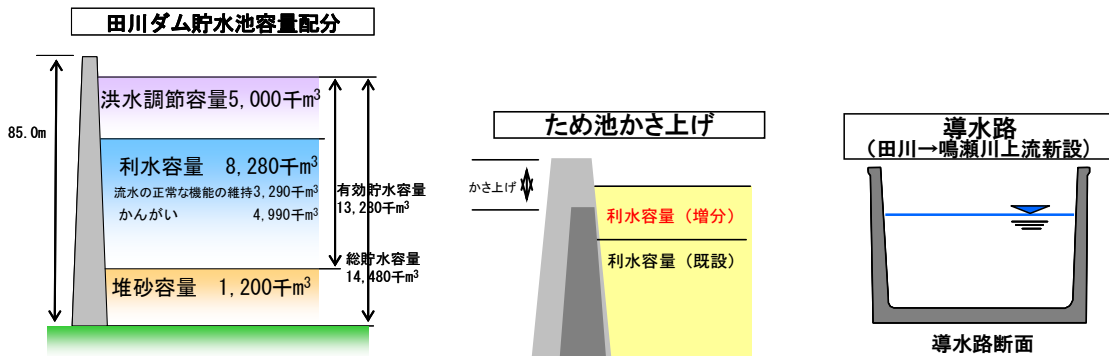 田川ダム貯水池容量配分
85.0m
洪水調節容量5,000千m³
利水容量 8,280千m³
流水の正常な機能の維持3,290千m³
かんがい 4,990千m³
有効貯水容量
13,280千m³
総貯水容量
14,480千m³
堆砂容量 1,200千m³
ため池かさ上げ
かさ上げ
利水容量（増分）
利水容量（既設）
導水路
（田川→鳴瀬川上流新設）
導水路断面